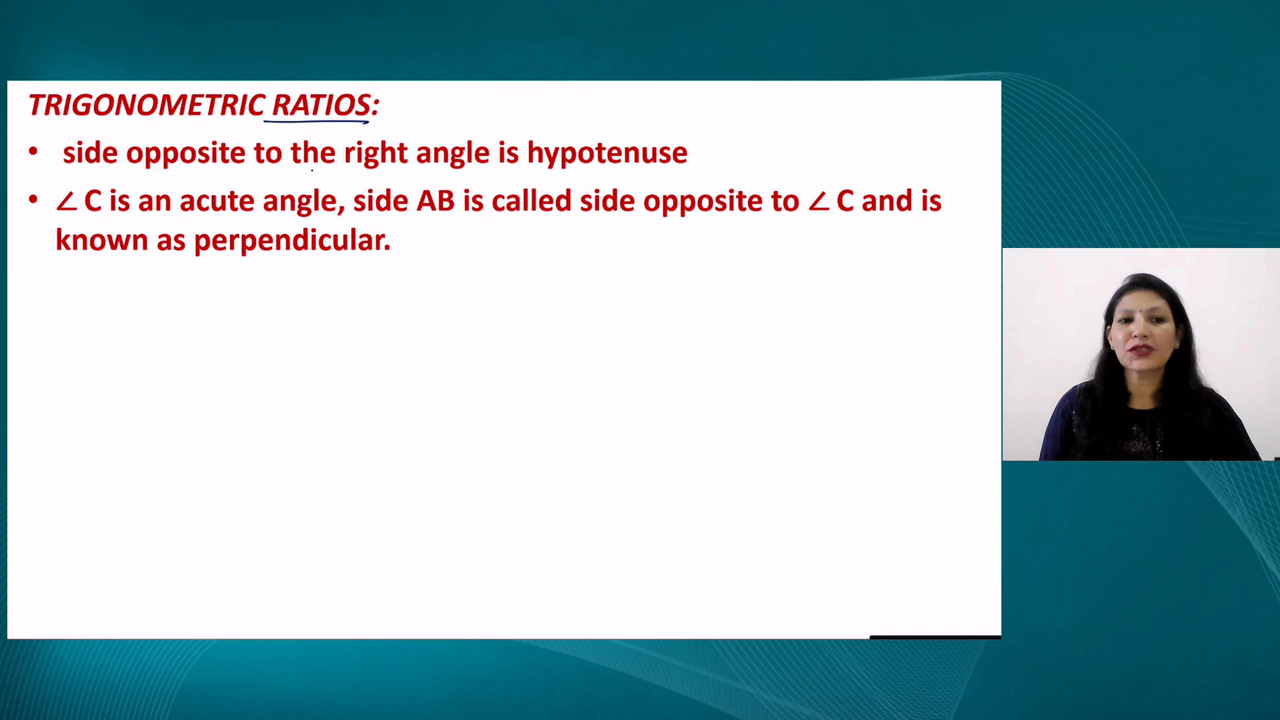 TRIGONOMETRIC RATIOS:
• side opposite to the right angle is hypotenuse
• ∠ C is an acute angle, side AB is called side opposite to ∠ C and is
known as perpendicular.